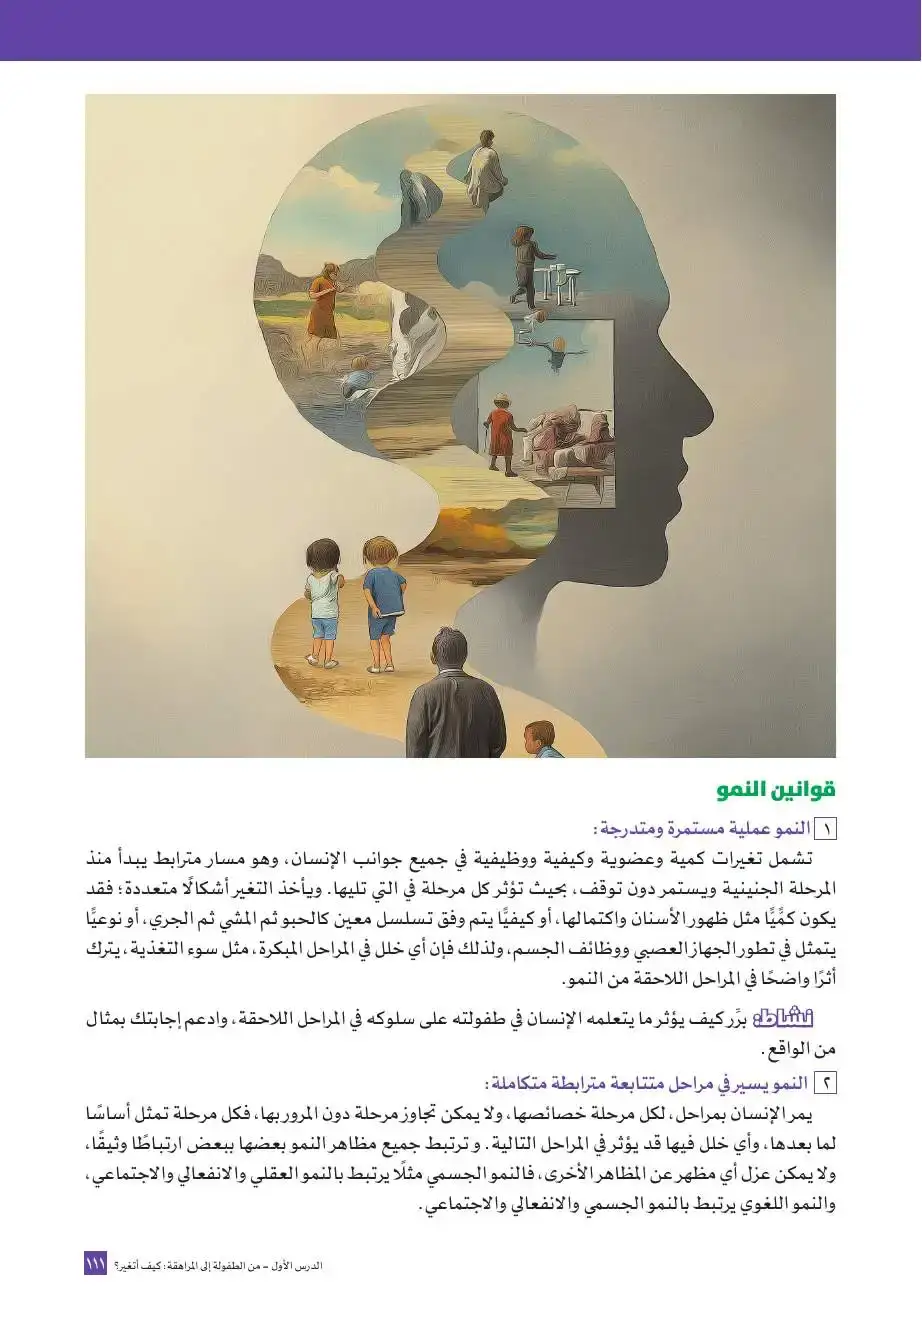 قوانين النمو
١ النمو عملية مستمرة ومتدرجة:
تشمل تغيرات كمية وعضوية وكيفية ووظيفية في جميع جوانب الإنسان، وهو مسار مترابط يبدأ منذ
المرحلة الجنينية ويستمر دون توقف، بحيث تؤثر كل مرحلة في التي تليها. ويأخذ التغير أشكالًا متعددة؛ فقد
يكون كمِّيًّا مثل ظهور الأسنان واكتمالها، أو كيفيًّا يتم وفق تسلسل معين كالحبو ثم المشي ثم الجري، أو نوعيًّا
يتمثل في تطور الجهاز العصبي ووظائف الجسم، ولذلك فإن أي خلل في المراحل المبكرة، مثل سوء التغذية، يترك
أثرًا واضحًا في المراحل اللاحقة من النمو.
نشاط: برِّر كيف يؤثر ما يتعلمه الإنسان في طفولته على سلوكه في المراحل اللاحقة، وادعم إجابتك بمثال
من الواقع.
٢ النمو يسير في مراحل متتابعة مترابطة متكاملة:
يمر الإنسان بمراحل، لكل مرحلة خصائصها، ولا يمكن تجاوز مرحلة دون المرور بها، فكل مرحلة تمثل أساسًا
لما بعدها، وأي خلل فيها قد يؤثر في المراحل التالية. وترتبط جميع مظاهر النمو بعضها ببعض ارتباطًا وثيقًا،
ولا يمكن عزل أي مظهر عن المظاهر الأخرى، فالنمو الجسمي مثلًا يرتبط بالنمو العقلي والانفعالي والاجتماعي،
والنمو اللغوي يرتبط بالنمو الجسمي والانفعالي والاجتماعي.
الدرس الأول – من الطفولة إلى المراهقة: كيف أتغير؟ ١١١